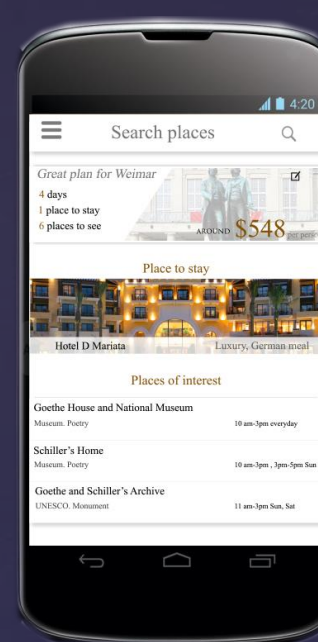 4:20
Search places
Great plan for Weimar
4 days
1 place to stay
6 places to see
AROUND $548 per person
Place to stay
Hotel D Mariata Luxury, German meal
Places of interest
Goethe House and National Museum
Museum. Poetry 10 am-3pm everyday
Schiller's Home
Museum. Poetry 10 am-3pm , 3pm-5pm Sun
Goethe and Schiller's Archive
UNESCO. Monument 11 am-3pm Sun, Sat